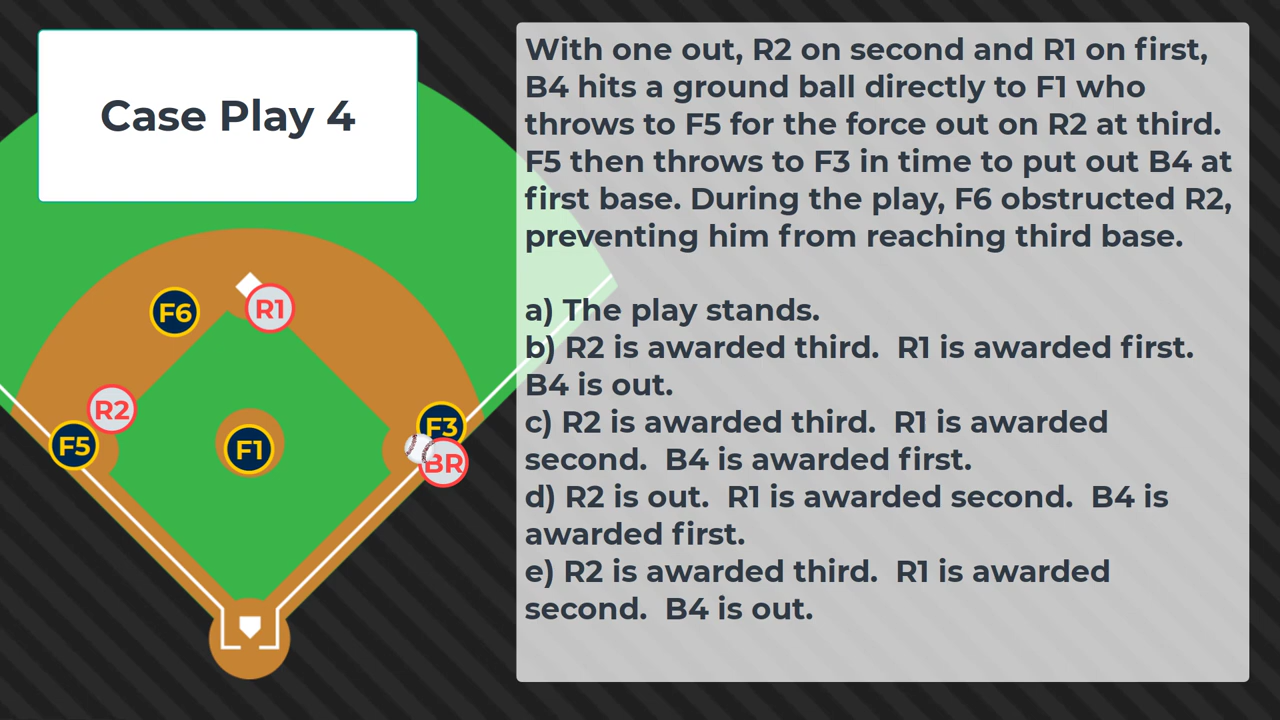 Case Play 4
With one out, R2 on second and R1 on first,
B4 hits a ground ball directly to F1 who
throws to F5 for the force out on R2 at third.
F5 then throws to F3 in time to put out B4 at
first base. During the play, F6 obstructed R2,
preventing him from reaching third base.
a) The play stands.
b) R2 is awarded third.  R1 is awarded first.
B4 is out.
c) R2 is awarded third.  R1 is awarded
second.  B4 is awarded first.
d) R2 is out.  R1 is awarded second.  B4 is
awarded first.
e) R2 is awarded third.  R1 is awarded
second.  B4 is out.
F6
R1
R2
F5
F1
F3
BR